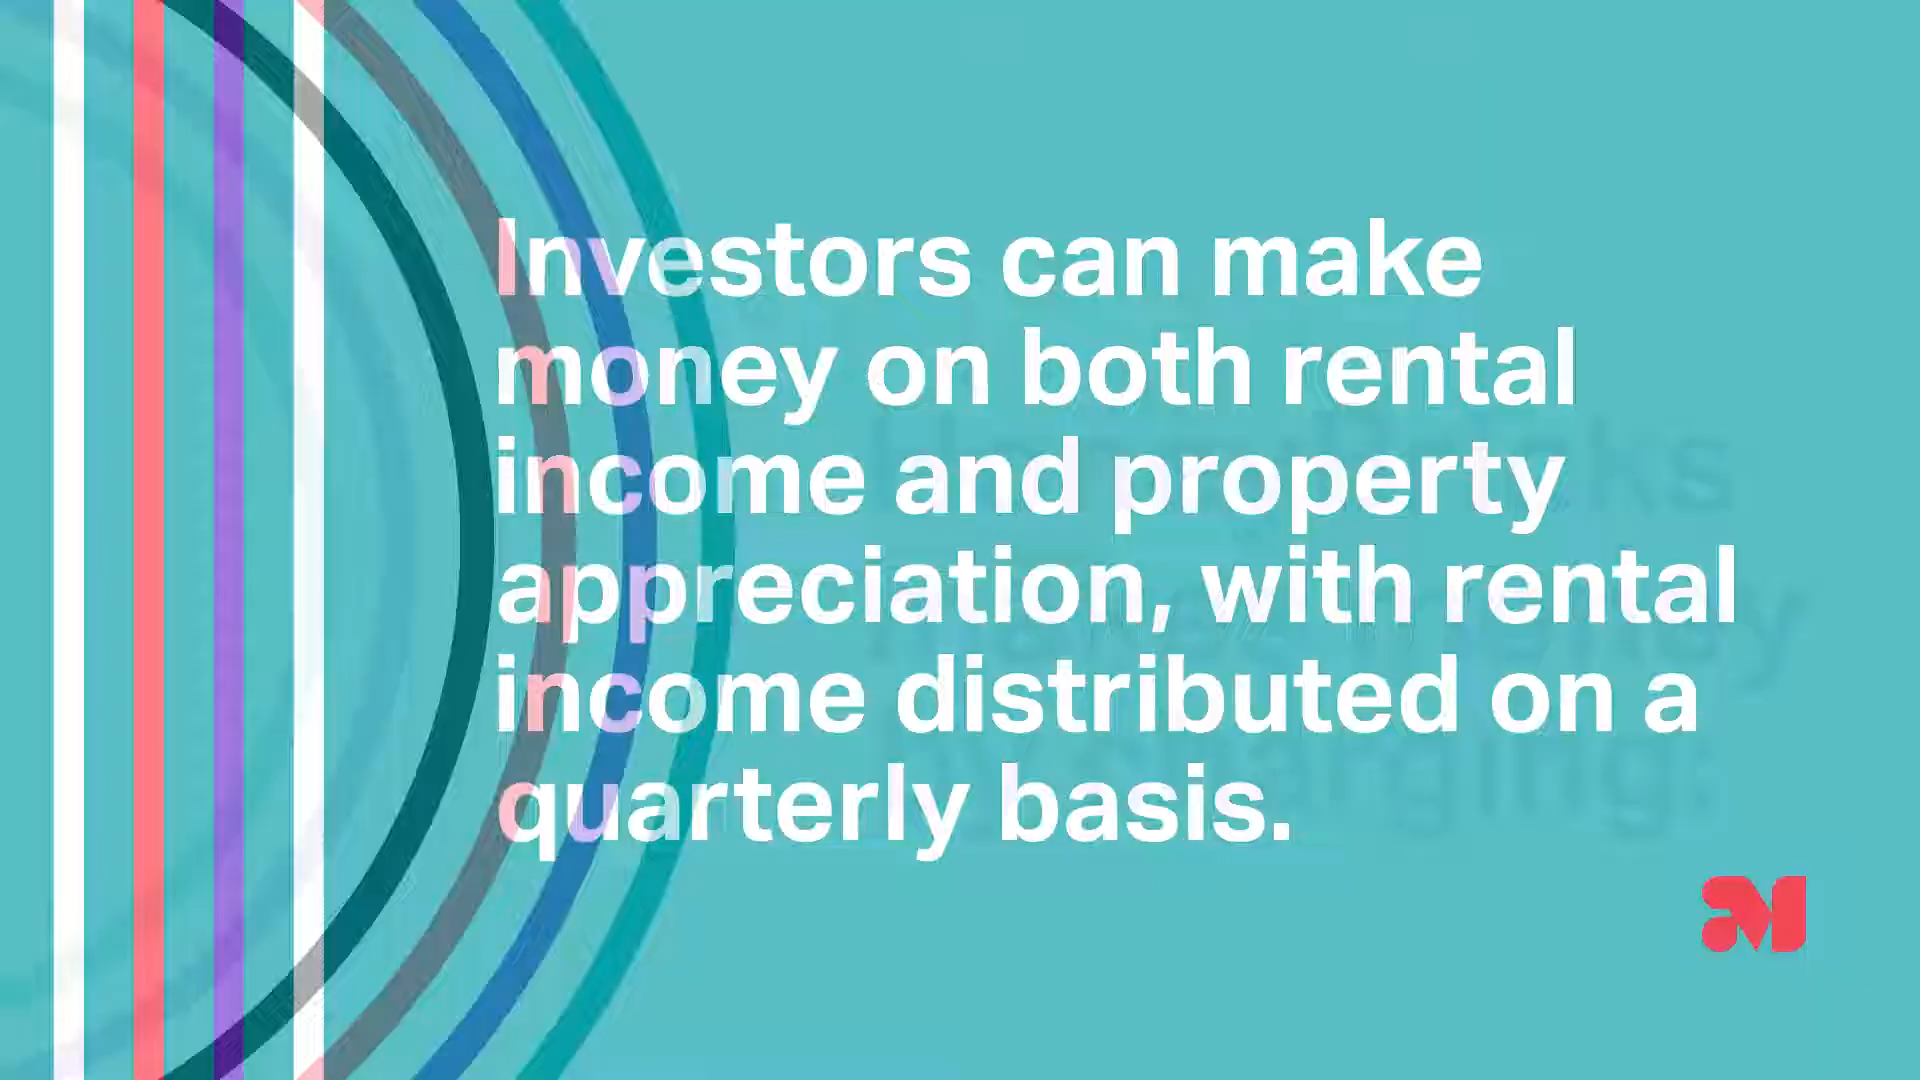 Investors can make
money on both rental
income and property
appreciation, with rental
income distributed on a
quarterly basis.